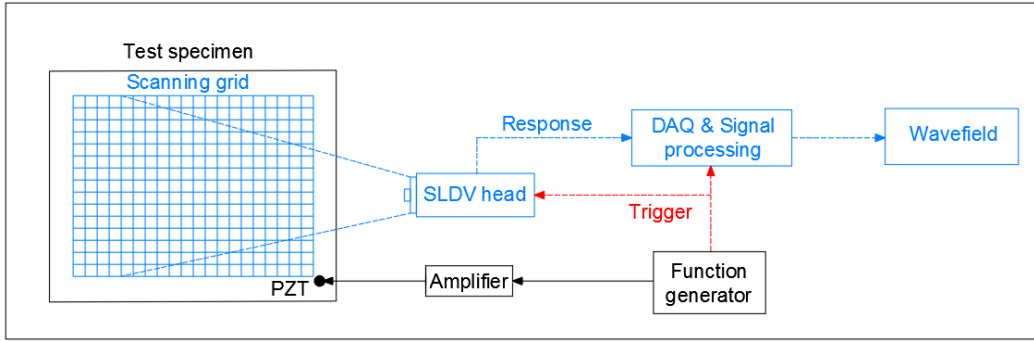 Test specimen
Scanning grid
Response
DAQ & Signal
processing
Wavefield
SLDV head
Trigger
PZT
Amplifier
Function
generator